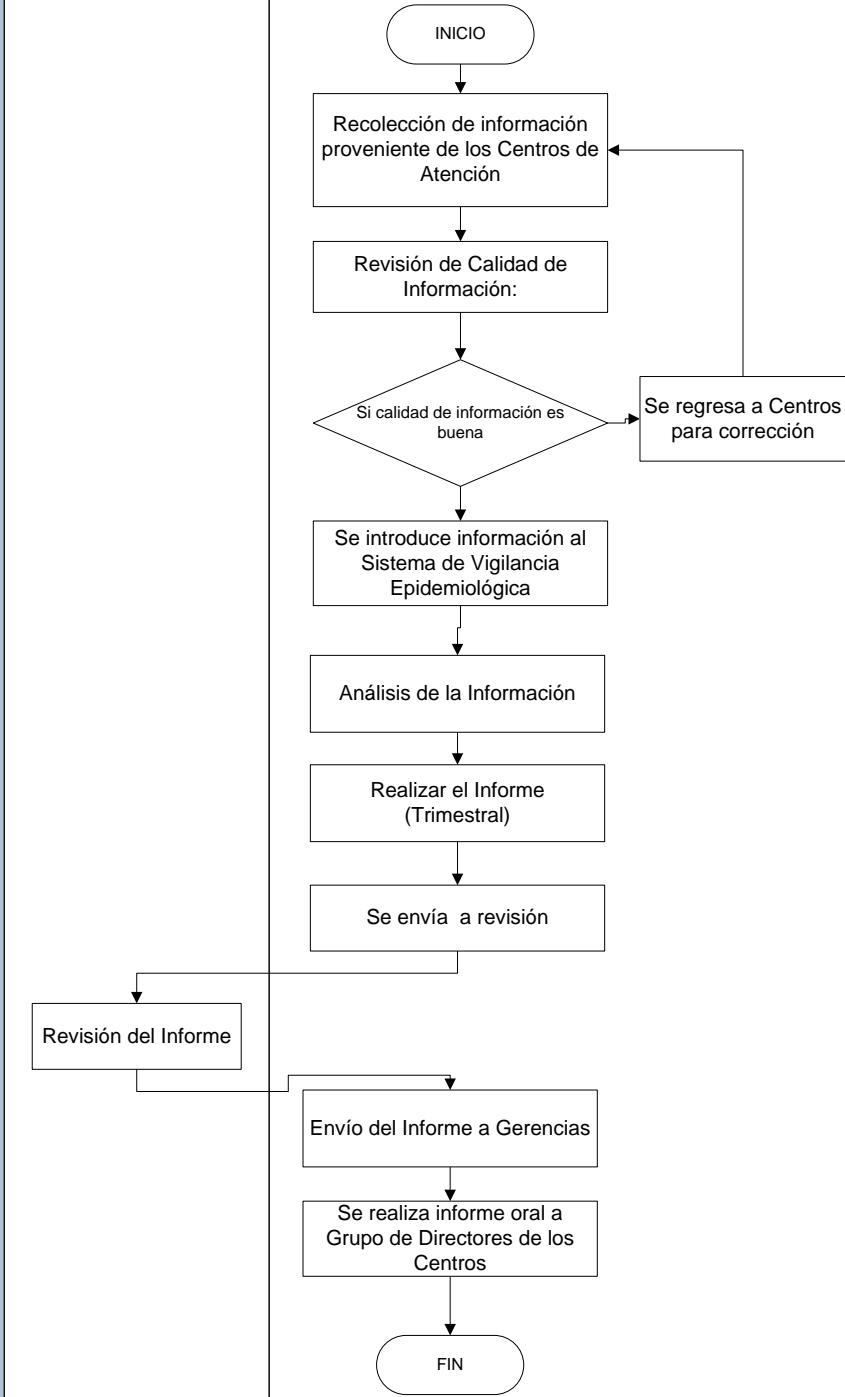 INICIO
Recolección de información
proveniente de los Centros de
Atención
Revisión de Calidad de
Información:
Si calidad de información es
buena
Se regresa a Centros
para corrección
Se introduce información al
Sistema de Vigilancia
Epidemiológica
Análisis de la Información
Realizar el Informe
(Trimestral)
Se envía  a revisión
Revisión del Informe
Envío del Informe a Gerencias
Se realiza informe oral a
Grupo de Directores de los
Centros
FIN